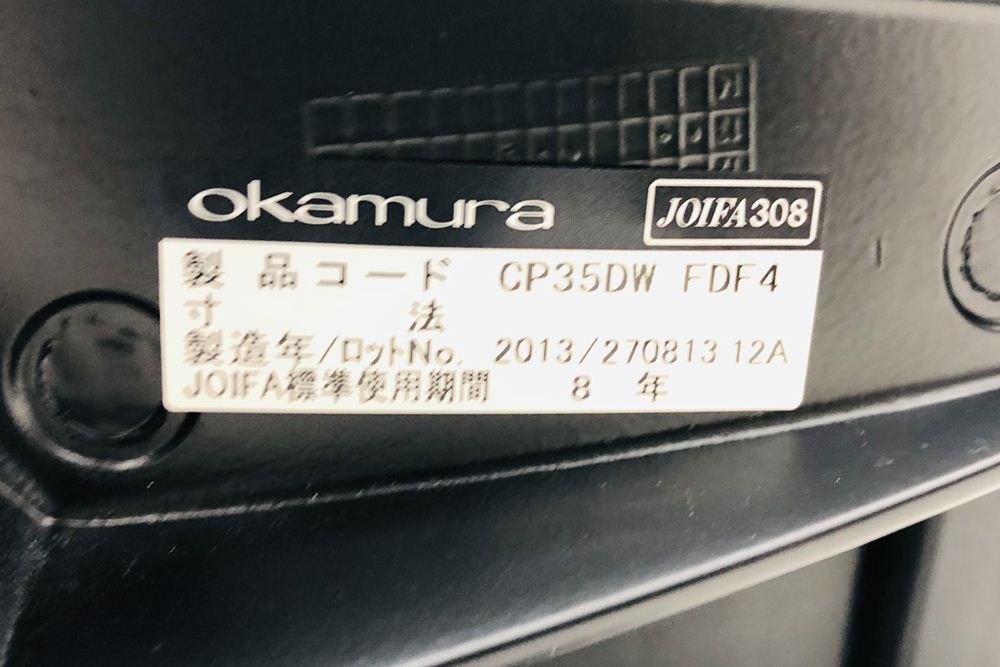 okamura JOIFA308
製品コード CP35DW FDF4
寸法
製造年/ロットNo. 2013/270813 12A
JOIFA標準使用期間 8 年